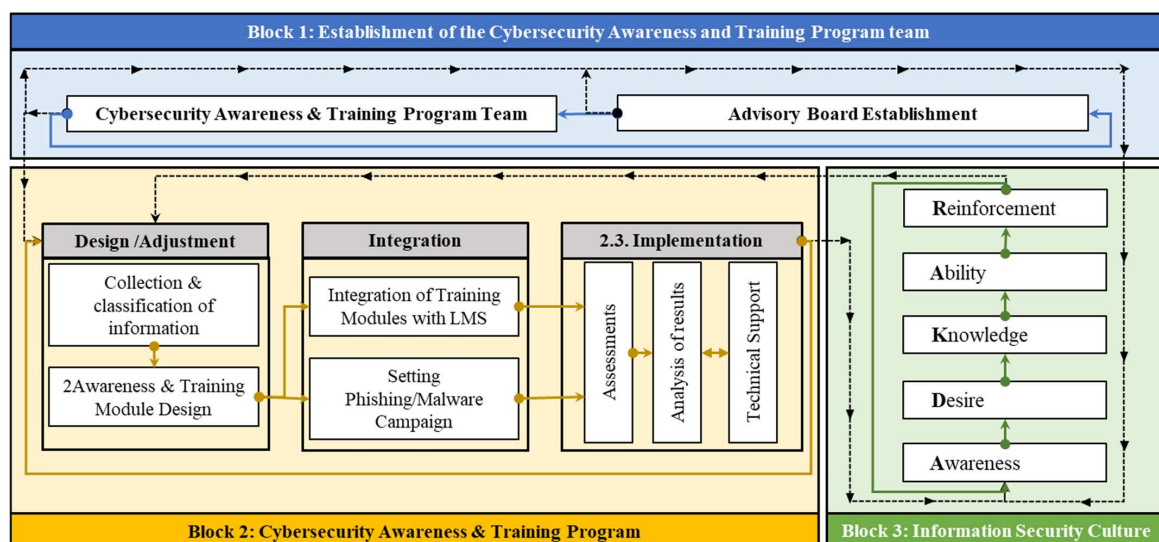 Block 1: Establishment of the Cybersecurity Awareness and Training Program team
Cybersecurity Awareness & Training Program Team
Advisory Board Establishment
Design /Adjustment
Collection &
classification of
information
2Awareness & Training
Module Design
Integration
Integration of Training
Modules with LMS
Setting
Phishing/Malware
Campaign
2.3. Implementation
Assessments
Analysis of results
Technical Support
Block 2: Cybersecurity Awareness & Training Program
Reinforcement
Ability
Knowledge
Desire
Awareness
Block 3: Information Security Culture